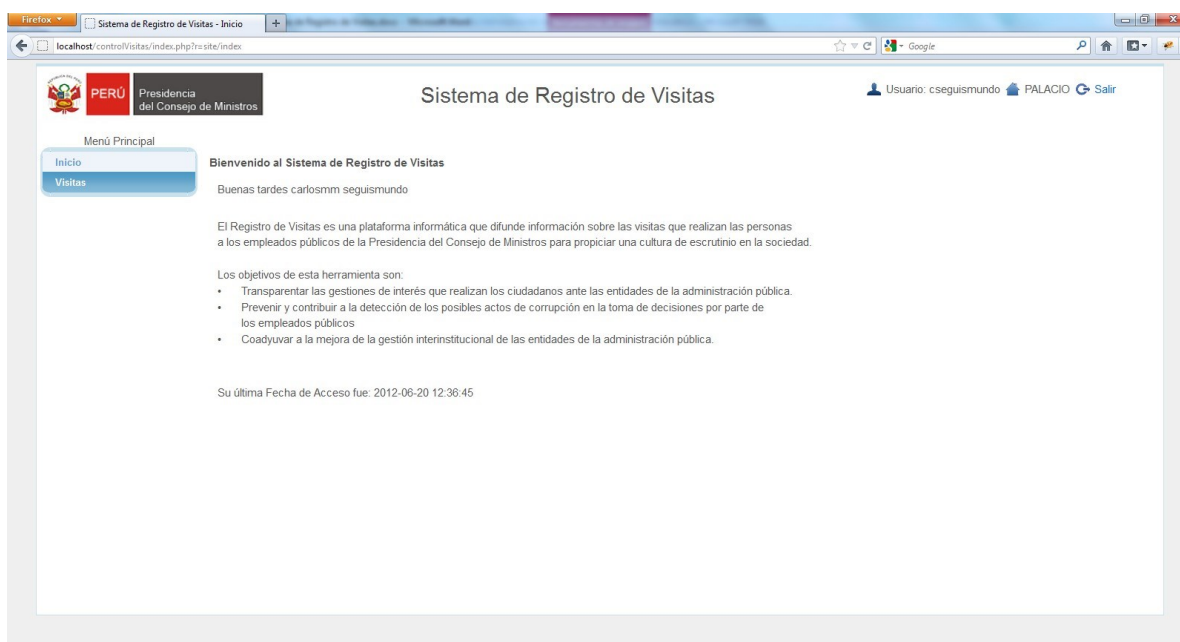 Firefox
Sistema de Registro de Visitas - Inicio
localhost/controlVisitas/index.php?r=site/index
Google
PERÚ
Presidencia
del Consejo de Ministros
Sistema de Registro de Visitas
Usuario: cseguismundo PALACIO Salir
Menú Principal
Inicio
Visitas
Bienvenido al Sistema de Registro de Visitas
Buenas tardes carlosmm seguismundo
El Registro de Visitas es una plataforma informática que difunde información sobre las visitas que realizan las personas
a los empleados públicos de la Presidencia del Consejo de Ministros para propiciar una cultura de escrutinio en la sociedad.
Los objetivos de esta herramienta son:
• Transparentar las gestiones de interés que realizan los ciudadanos ante las entidades de la administración pública.
• Prevenir y contribuir a la detección de los posibles actos de corrupción en la toma de decisiones por parte de
los empleados públicos
• Coadyuvar a la mejora de la gestión interinstitucional de las entidades de la administración pública.
Su última Fecha de Acceso fue: 2012-06-20 12:36:45